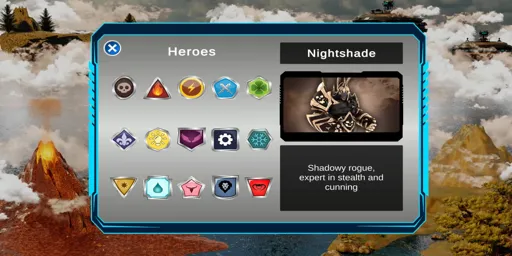 Heroes
Nightshade
Shadowy rogue,
expert in stealth and
cunning